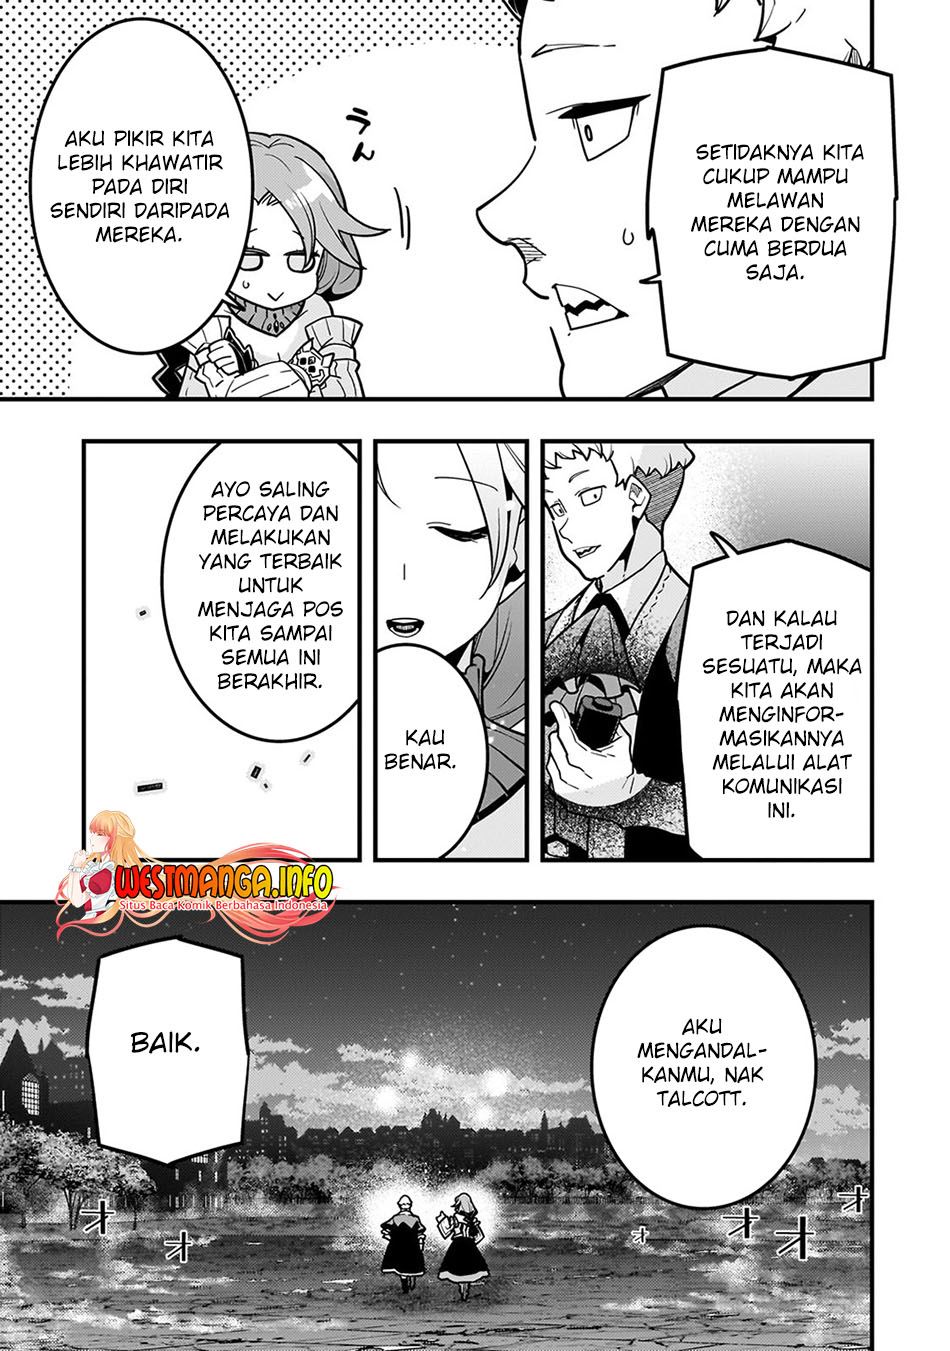 SETIDAKNYA KITA
CUKUP MAMPU
MELAWAN
MEREKA DENGAN
CUMA BERDUA
SAJA.
AKU PIKIR KITA
LEBIH KHAWATIR
PADA DIRI
SENDIRI DARIPADA
MEREKA.
うん
DAN KALAU
TERJADI
SESUATU, MAKA
KITA AKAN
MENGINFOR-
MASIKANNYA
MELALUI ALAT
KOMUNIKASI
INI.
KAU
BENAR.
AYO SALING
PERCAYA DAN
MELAKUKAN
YANG TERBAIK
UNTUK
MENJAGA POS
KITA SAMPAI
SEMUA INI
BERAKHIR.
WESTMANGA.INFO
Situs Baca Komik Berbahasa Indonesia
AKU
MENGANDAL-
KANMU, NAK
TALCOTT.
BAIK.
オ
オ
オ
オ
オ